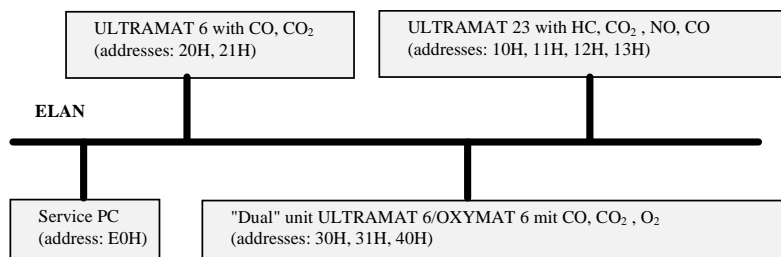 ULTRAMAT 6 with CO, CO₂
(addresses: 20H, 21H)
ULTRAMAT 23 with HC, CO₂ , NO, CO
(addresses: 10H, 11H, 12H, 13H)
ELAN
Service PC
(address: E0H)
"Dual" unit ULTRAMAT 6/OXYMAT 6 mit CO, CO₂ , O₂
(addresses: 30H, 31H, 40H)